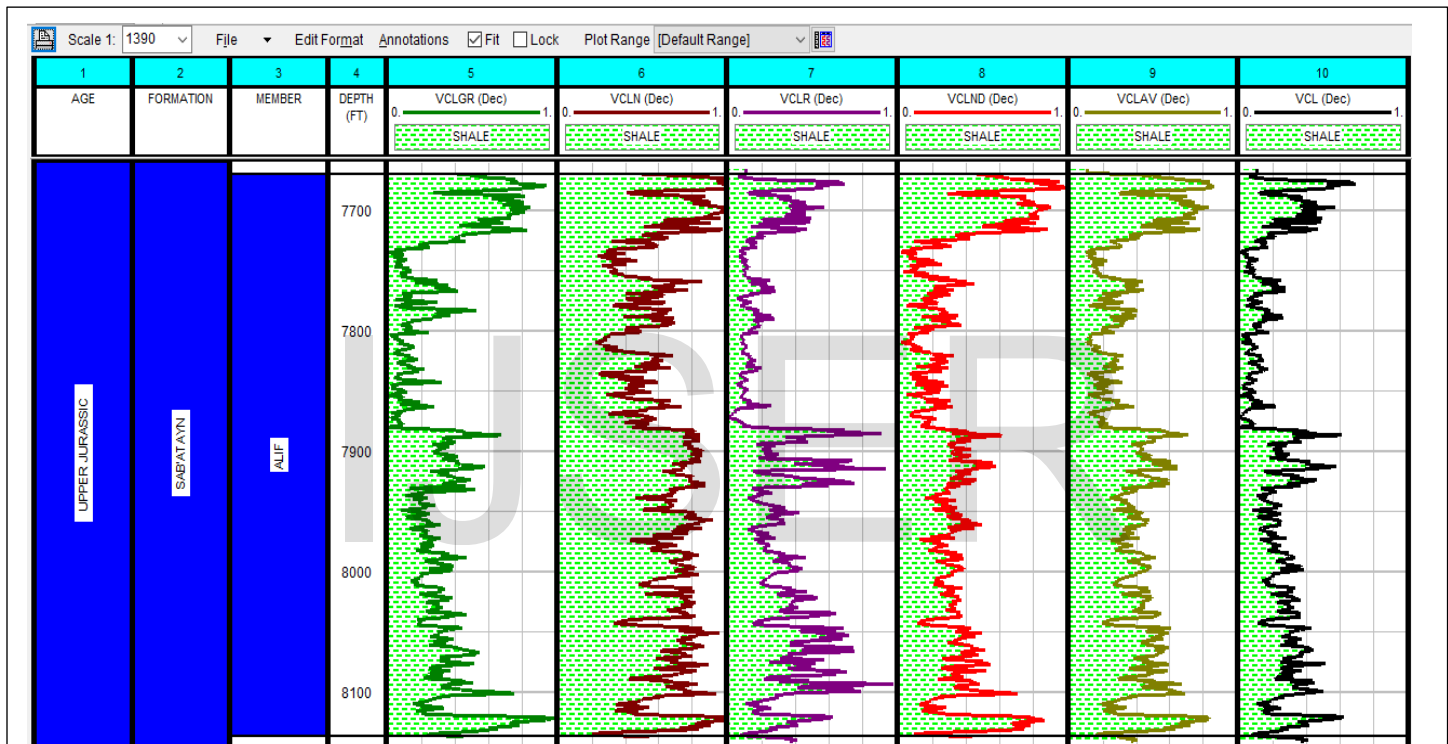 Scale 1: 1390 File Edit Format Annotations Fit Lock Plot Range [Default Range]
1 2 3 4 5 6 7 8 9 10
AGE FORMATION MEMBER DEPTH (FT) VCLGR (Dec) VCLN (Dec) VCLR (Dec) VCLND (Dec) VCLAV (Dec) VCL (Dec)
0. 1. 0. 1. 0. 1. 0. 1. 0. 1. 0. 1.
SHALE SHALE SHALE SHALE SHALE SHALE
UPPER JURASSIC
SAB'AT AYN
ALIF
7700
7800
7900
8000
8100
IJSER